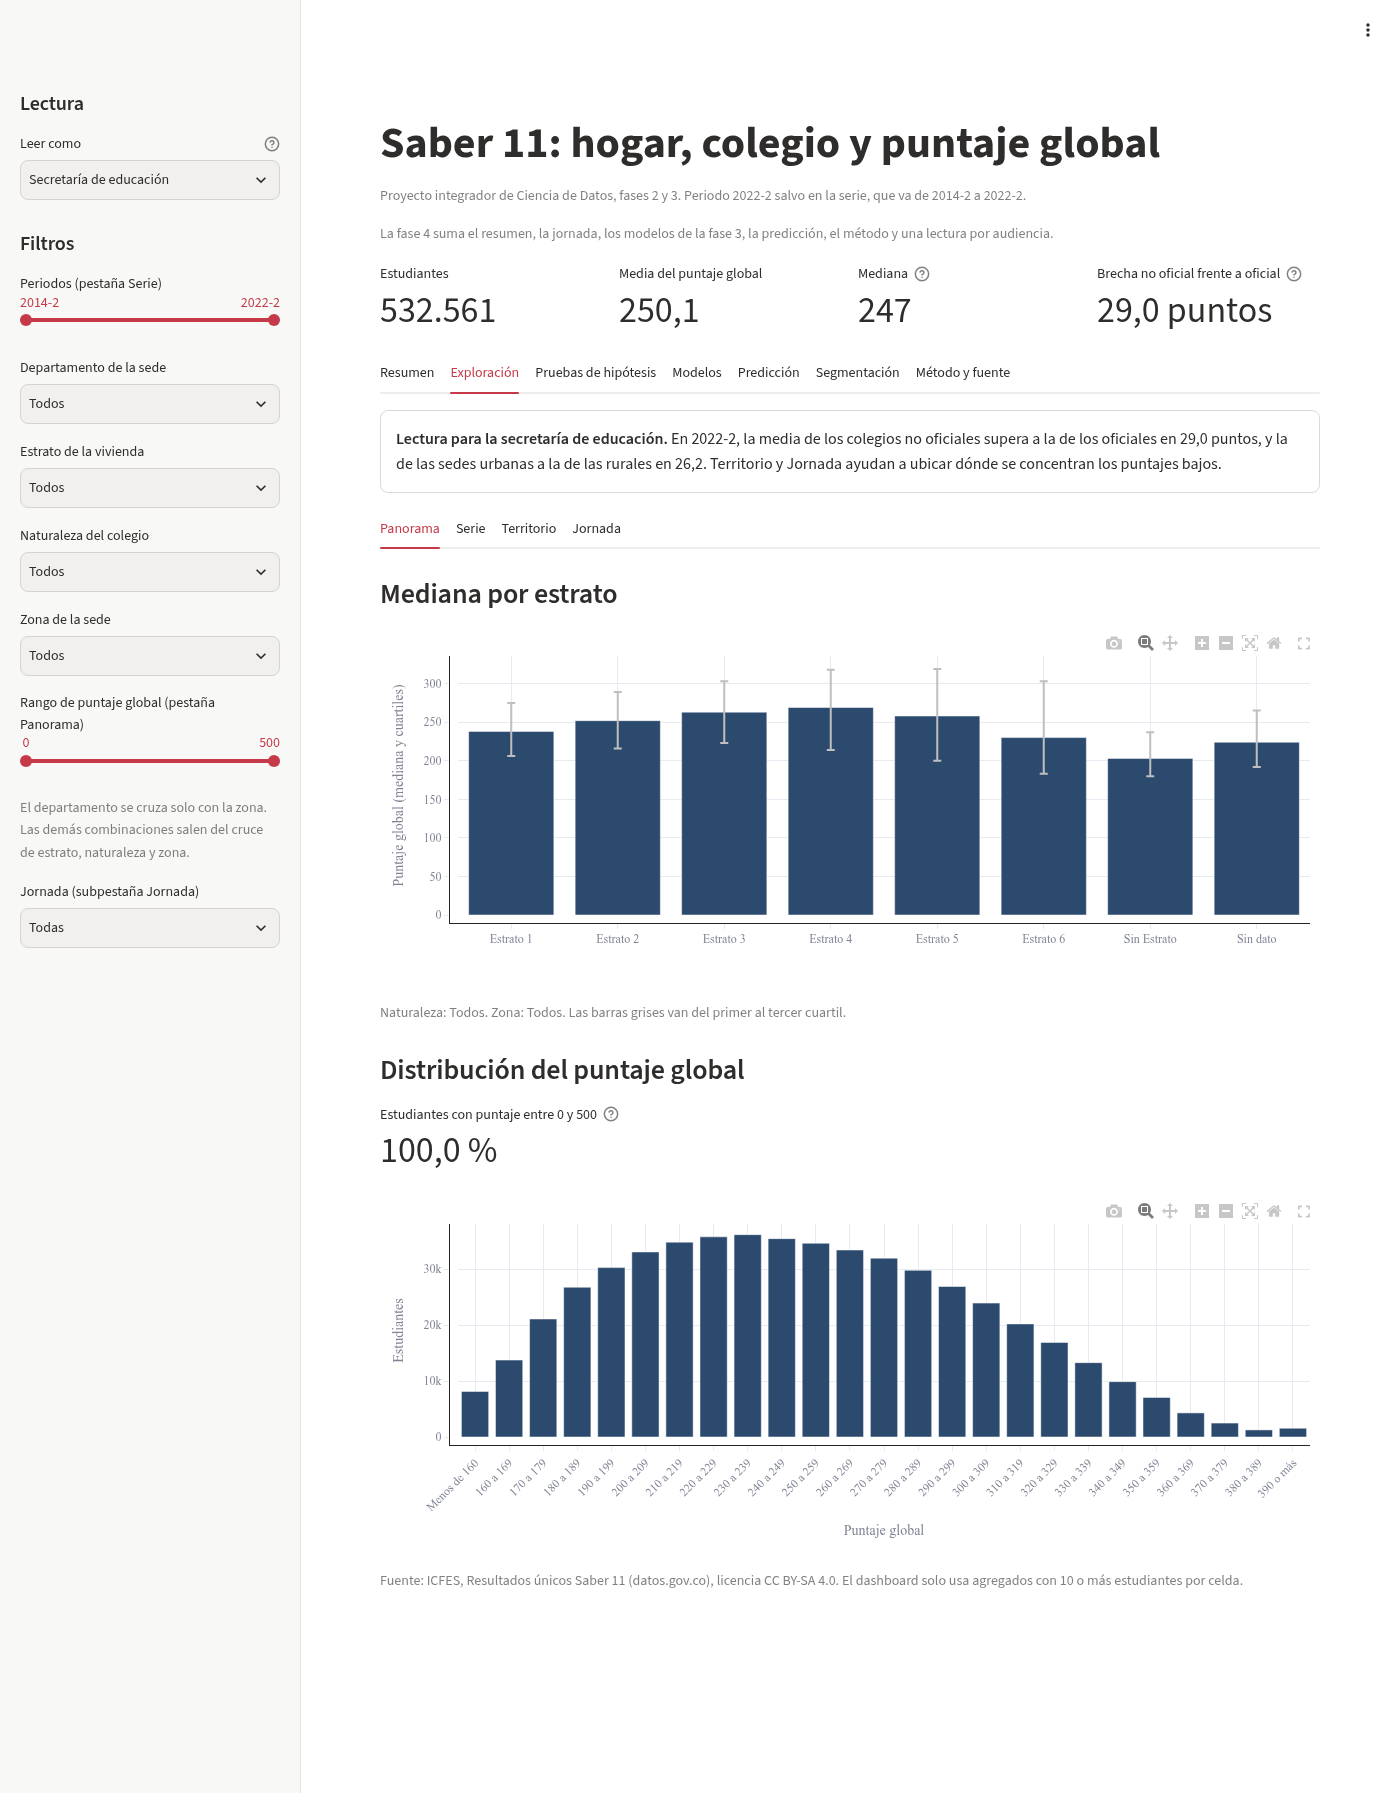 Lectura
Leer como
Secretaría de educación
Filtros
Periodos (pestaña Serie)
2014-2 2022-2
Departamento de la sede
Todos
Estrato de la vivienda
Todos
Naturaleza del colegio
Todos
Zona de la sede
Todos
Rango de puntaje global (pestaña
Panorama)
0 500
El departamento se cruza solo con la zona.
Las demás combinaciones salen del cruce
de estrato, naturaleza y zona.
Jornada (subpestaña Jornada)
Todas
Saber 11: hogar, colegio y puntaje global
Proyecto integrador de Ciencia de Datos, fases 2 y 3. Periodo 2022-2 salvo en la serie, que va de 2014-2 a 2022-2.
La fase 4 suma el resumen, la jornada, los modelos de la fase 3, la predicción, el método y una lectura por audiencia.
Estudiantes
532.561
Media del puntaje global
250,1
Mediana
247
Brecha no oficial frente a oficial
29,0 puntos
Resumen Exploración Pruebas de hipótesis Modelos Predicción Segmentación Método y fuente
Lectura para la secretaría de educación. En 2022-2, la media de los colegios no oficiales supera a la de los oficiales en 29,0 puntos, y la
de las sedes urbanas a la de las rurales en 26,2. Territorio y Jornada ayudan a ubicar dónde se concentran los puntajes bajos.
Panorama Serie Territorio Jornada
Mediana por estrato
Puntaje global (mediana y cuartiles)
300
250
200
150
100
50
0
Estrato 1 Estrato 2 Estrato 3 Estrato 4 Estrato 5 Estrato 6 Sin Estrato Sin dato
Naturaleza: Todos. Zona: Todos. Las barras grises van del primer al tercer cuartil.
Distribución del puntaje global
Estudiantes con puntaje entre 0 y 500
100,0 %
Estudiantes
30k
20k
10k
0
Menos de 160 160 a 169 170 a 179 180 a 189 190 a 199 200 a 209 210 a 219 220 a 229 230 a 239 240 a 249 250 a 259 260 a 269 270 a 279 280 a 289 290 a 299 300 a 309 310 a 319 320 a 329 330 a 339 340 a 349 350 a 359 360 a 369 370 a 379 380 a 389 390 o más
Puntaje global
Fuente: ICFES, Resultados únicos Saber 11 (datos.gov.co), licencia CC BY-SA 4.0. El dashboard solo usa agregados con 10 o más estudiantes por celda.